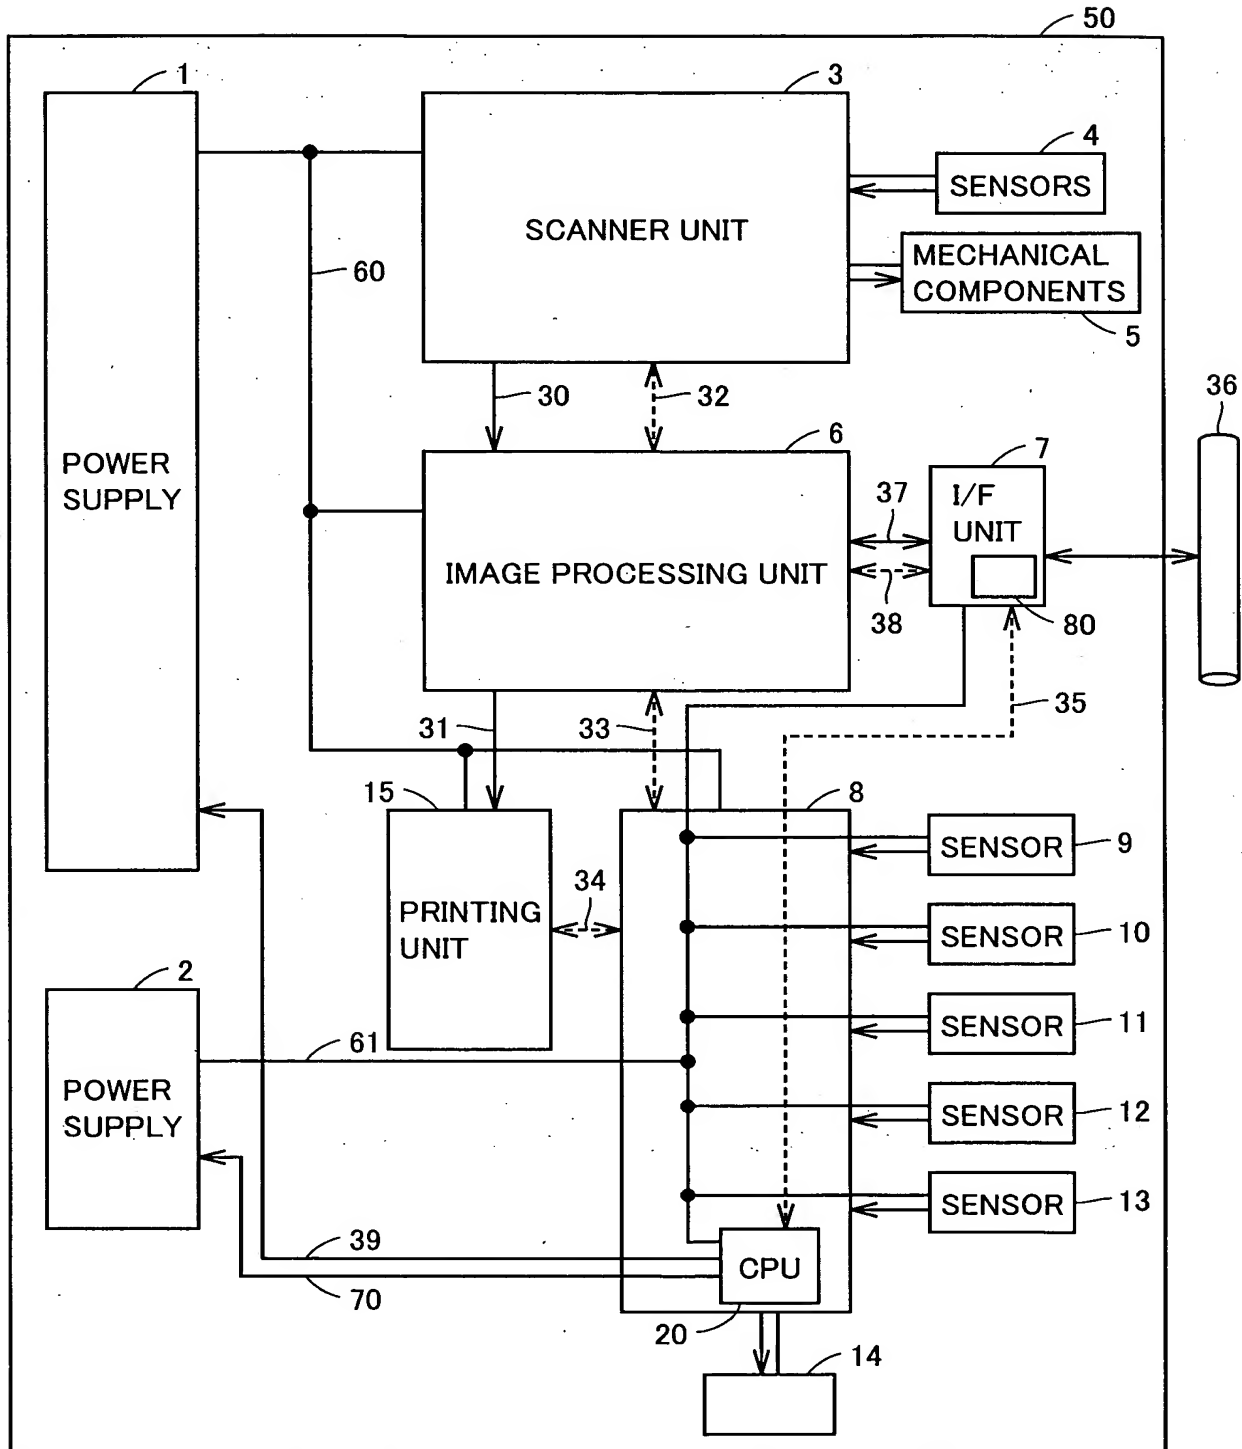 50
1
3
4
SENSORS
SCANNER UNIT
MECHANICAL
COMPONENTS
60
5
30
32
36
6
7
POWER
SUPPLY
37
I/F
UNIT
IMAGE PROCESSING UNIT
38
80
31
33
35
15
8
SENSOR
9
34
PRINTING
UNIT
SENSOR
10
2
61
SENSOR
11
POWER
SUPPLY
SENSOR
12
SENSOR
13
39
CPU
70
20
14